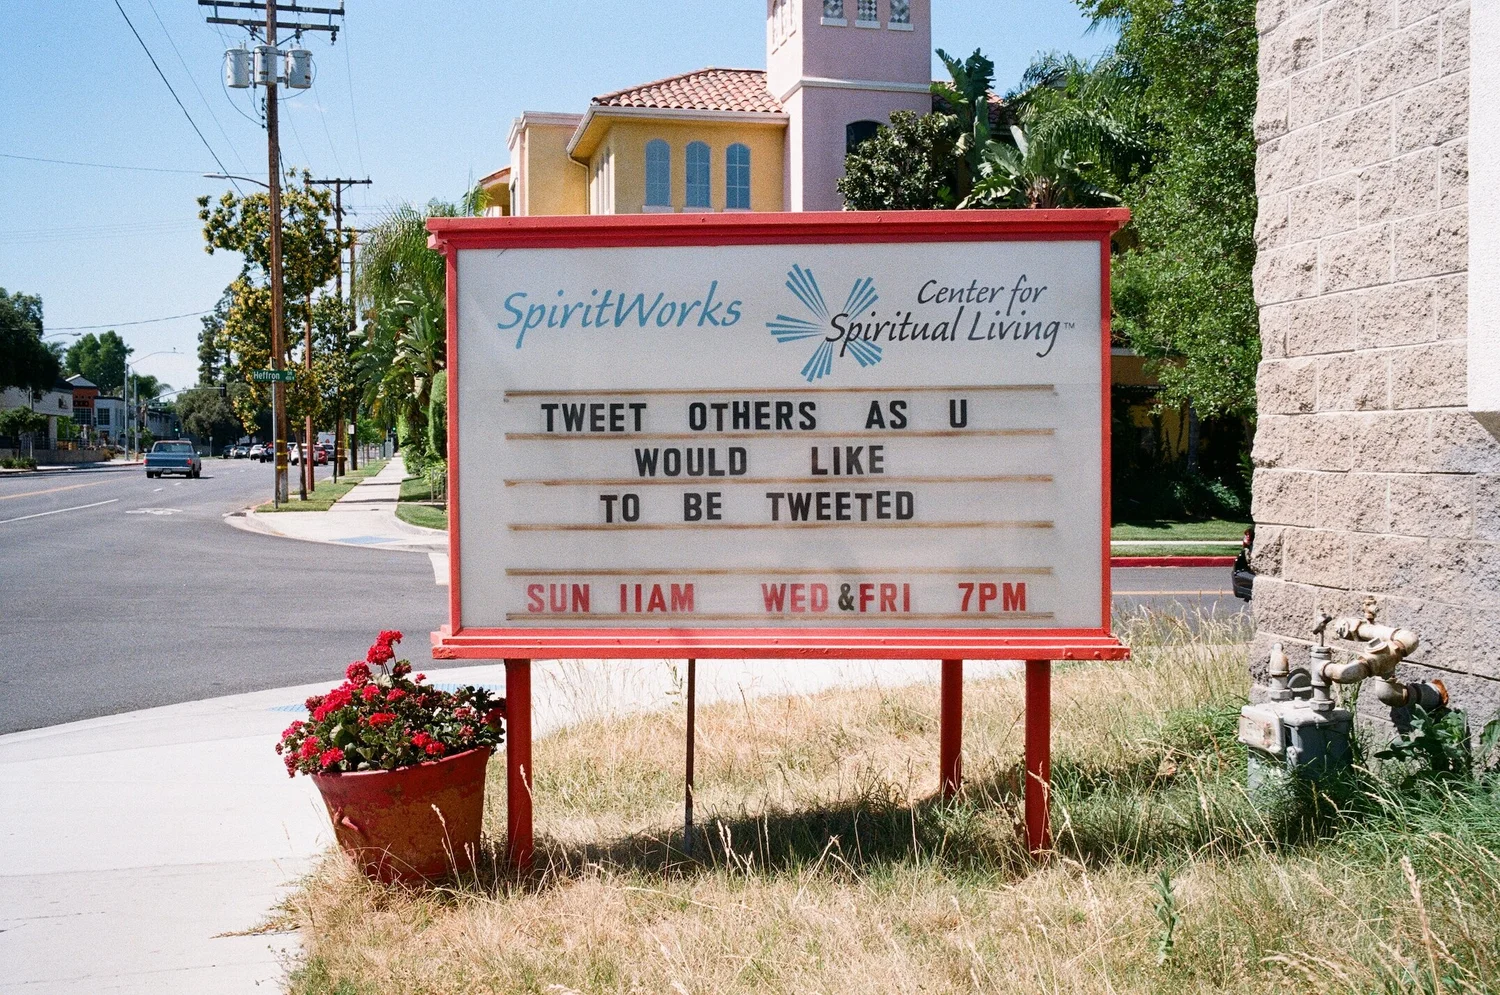 SpiritWorks
Center for
Spiritual Living™
TWEET OTHERS AS U
WOULD LIKE
TO BE TWEETED
SUN 11AM WED & FRI 7PM
Heffron